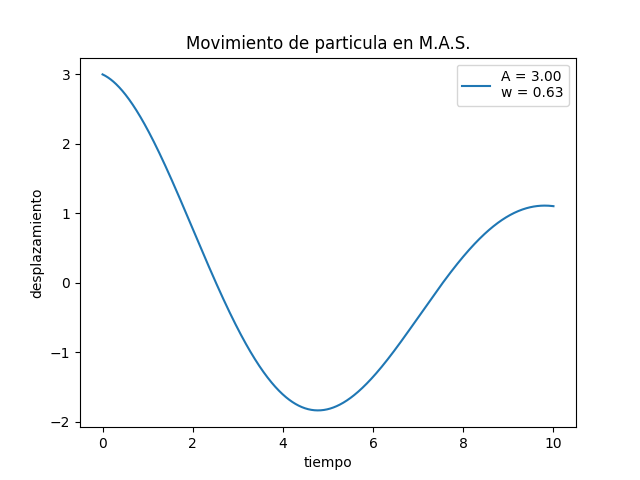 Movimiento de particula en M.A.S.
A = 3.00
w = 0.63
desplazamiento
3
2
1
0
−1
−2
0 2 4 6 8 10
tiempo